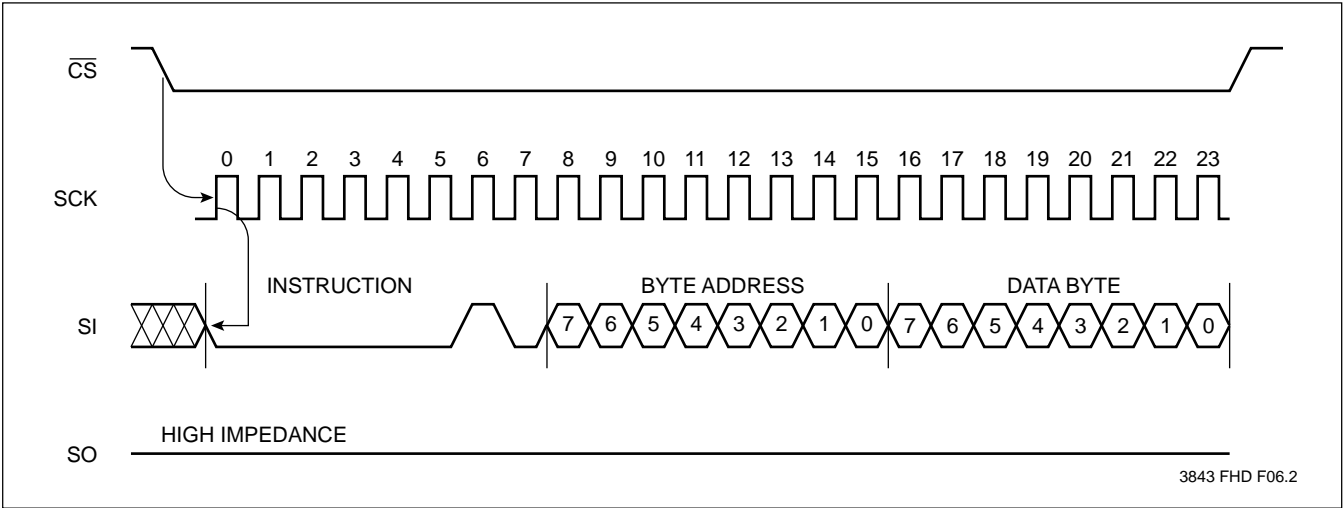 CS
0 1 2 3 4 5 6 7 8 9 10 11 12 13 14 15 16 17 18 19 20 21 22 23
SCK
INSTRUCTION BYTE ADDRESS DATA BYTE
SI 7 6 5 4 3 2 1 0 7 6 5 4 3 2 1 0
HIGH IMPEDANCE
SO
3843 FHD F06.2